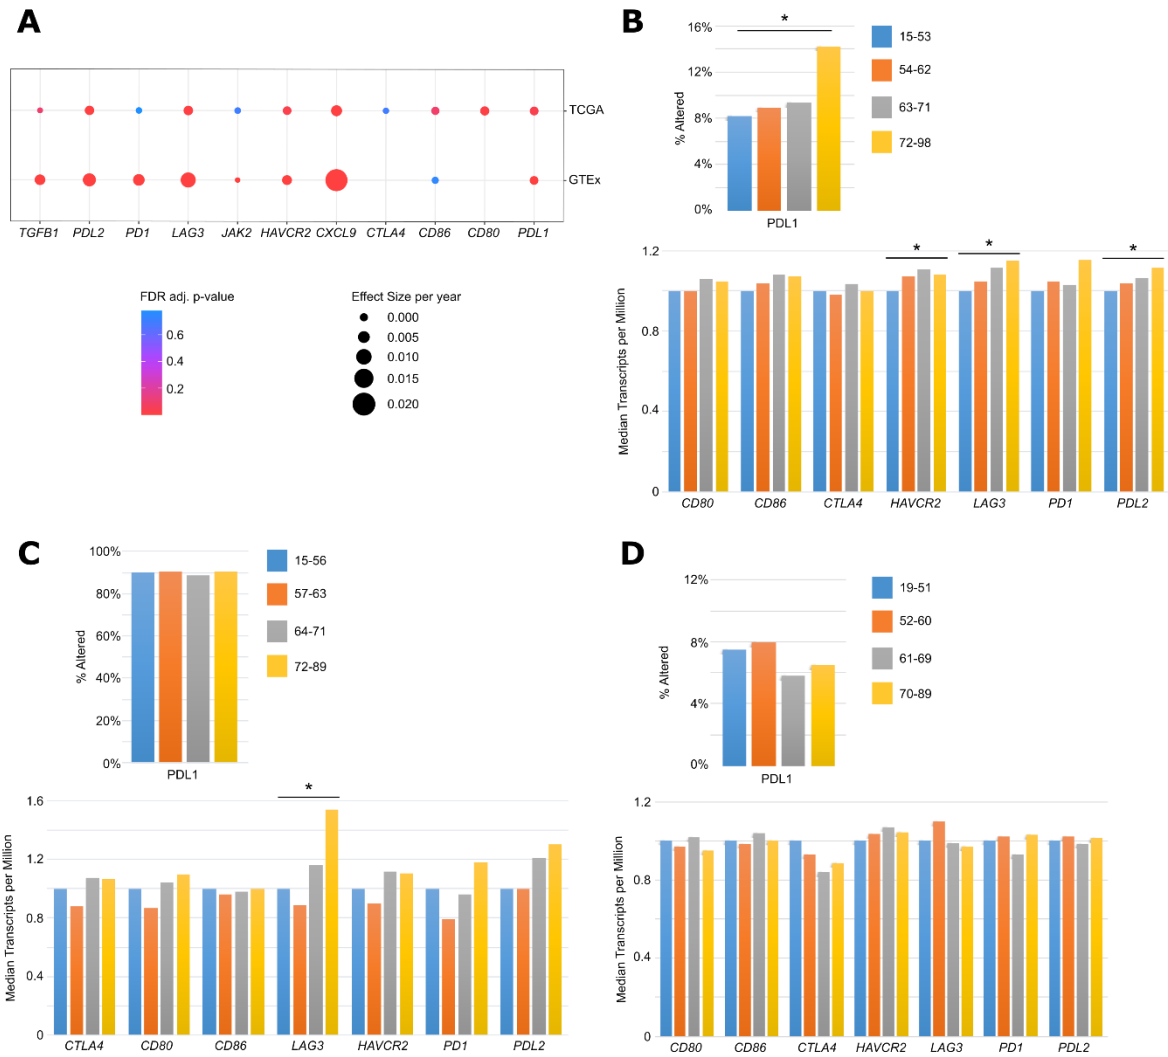 A
TCGA
GTEx
TGFB1 PDL2 PD1 LAG3 JAK2 HAVCR2 CXCL9 CTLA4 CD86 CD80 PDL1
FDR adj. p-value
0.6
0.4
0.2
Effect Size per year
0.000
0.005
0.010
0.015
0.020
B
% Altered
16%
12%
8%
4%
0%
*
PDL1
15-53
54-62
63-71
72-98
Median Transcripts per Million
1.2
0.8
0.4
0
* * *
CD80 CD86 CTLA4 HAVCR2 LAG3 PD1 PDL2
C
% Altered
100%
80%
60%
40%
20%
0%
PDL1
15-56
57-63
64-71
72-89
Median Transcripts per Million
1.6
1.2
0.8
0.4
0
*
CTLA4 CD80 CD86 LAG3 HAVCR2 PD1 PDL2
D
% Altered
12%
8%
4%
0%
PDL1
19-51
52-60
61-69
70-89
Median Transcripts per Million
1.2
0.8
0.4
0
CD80 CD86 CTLA4 HAVCR2 LAG3 PD1 PDL2